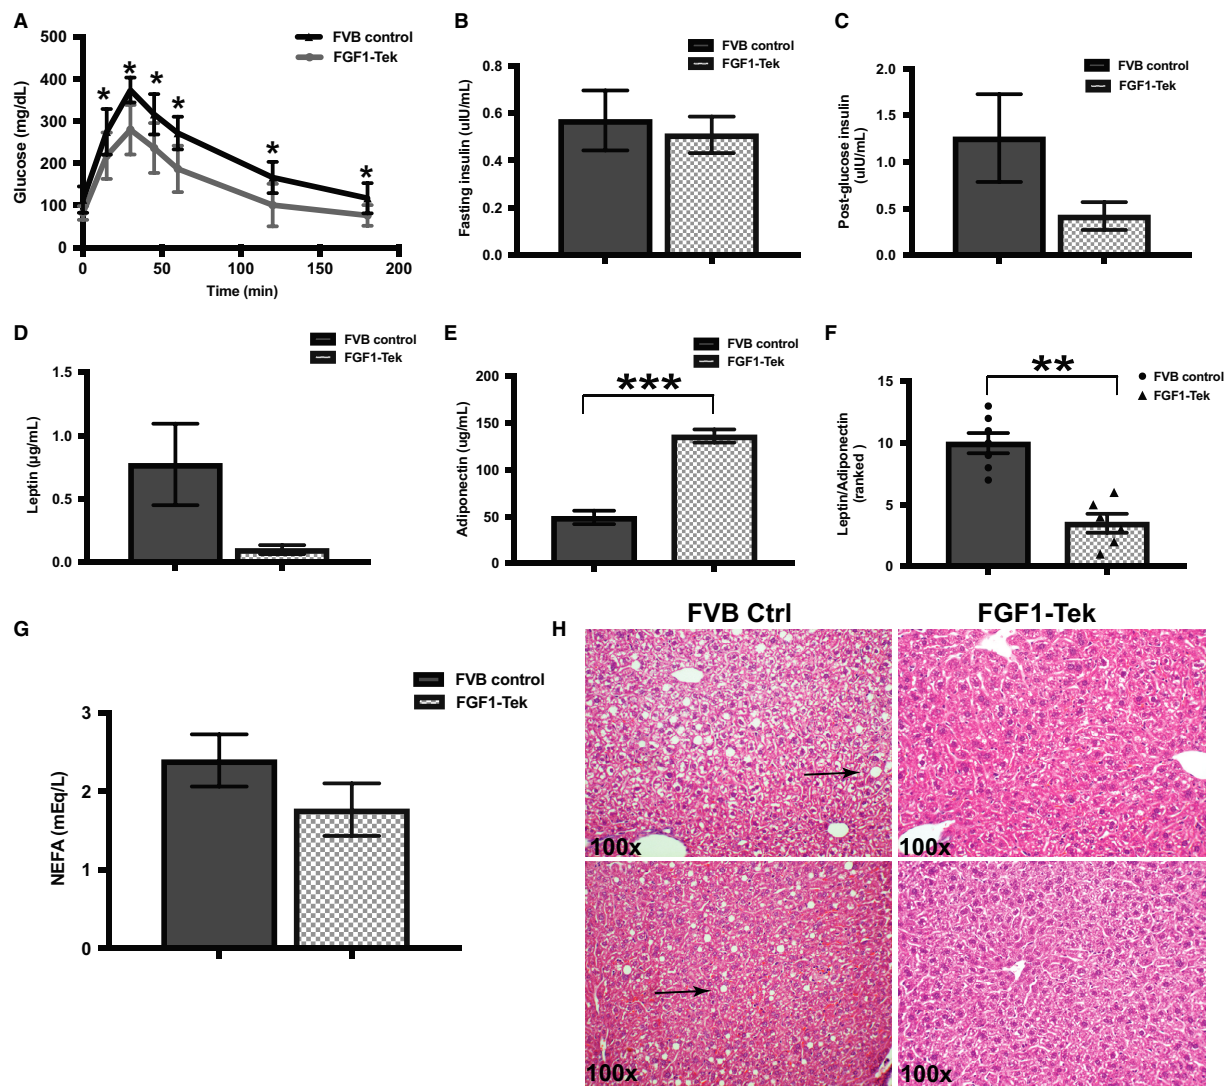 A
FVB control
FGF1-Tek
500
400
300
200
100
0
Glucose (mg/dL)
* * * * * *
0 50 100 150 200
Time (min)
B
FVB control
FGF1-Tek
0.8
0.6
0.4
0.2
0.0
Fasting insulin (uIU/mL)
C
FVB control
FGF1-Tek
2.0
1.5
1.0
0.5
0.0
Post-glucose insulin
(uIU/mL)
D
FVB control
FGF1-Tek
1.5
1.0
0.5
0.0
Leptin (µg/mL)
E
FVB control
FGF1-Tek
200
150
100
50
0
Adiponectin (ug/mL)
***
F
FVB control
FGF1-Tek
15
10
5
0
Leptin/Adiponectin
(ranked )
**
G
FVB control
FGF1-Tek
3
2
1
0
NEFA (mEq/L)
H
FVB Ctrl FGF1-Tek
100x 100x
100x 100x